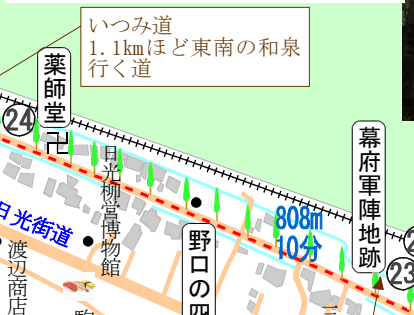 いつみ道
1.1kmほど東南の和泉
行く道
薬師堂
24
卍
日光柳営博物館
幕府軍陣地跡
808m
10分
23
日光街道
渡辺商店
野口の四